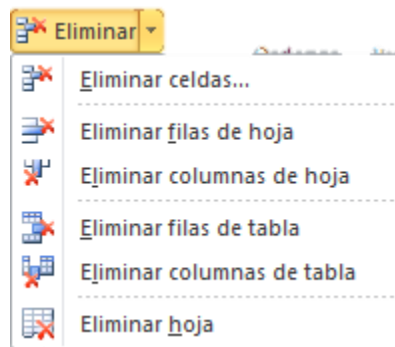 Eliminar
Eliminar celdas...
Eliminar filas de hoja
Eliminar columnas de hoja
Eliminar filas de tabla
Eliminar columnas de tabla
Eliminar hoja